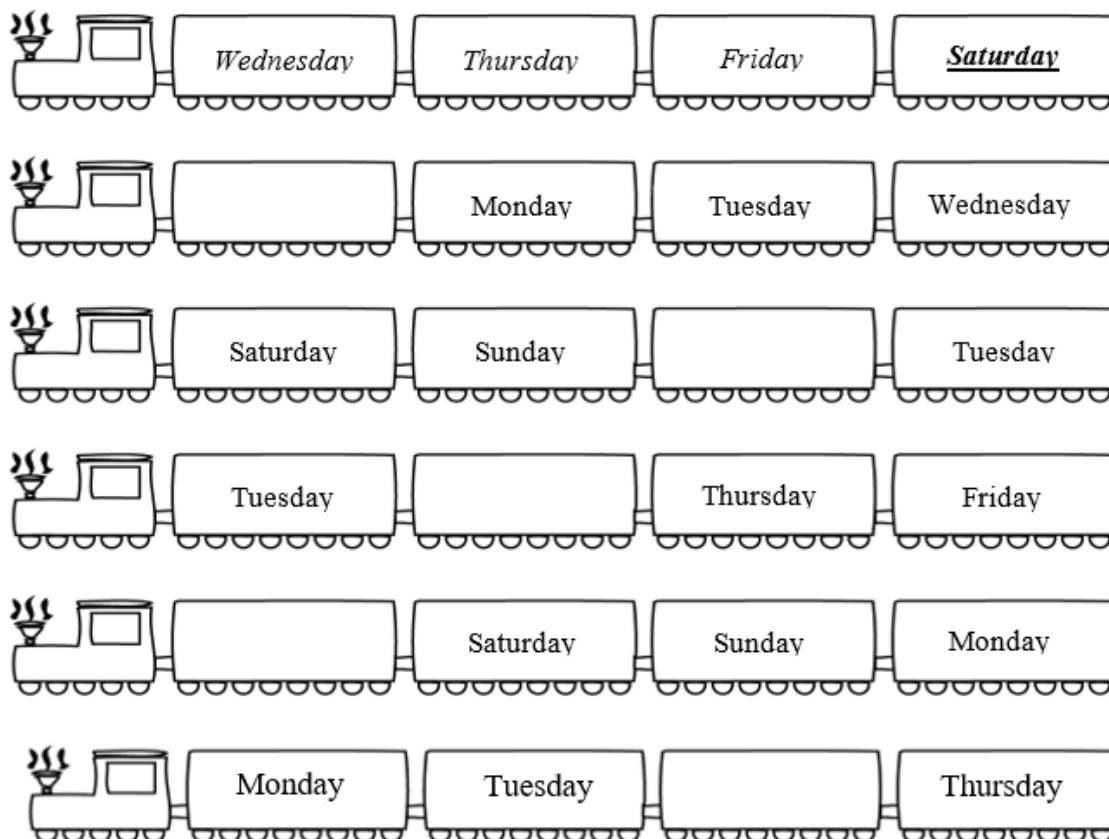 Wednesday Thursday Friday Saturday
Monday Tuesday Wednesday
Saturday Sunday Tuesday
Tuesday Thursday Friday
Saturday Sunday Monday
Monday Tuesday Thursday